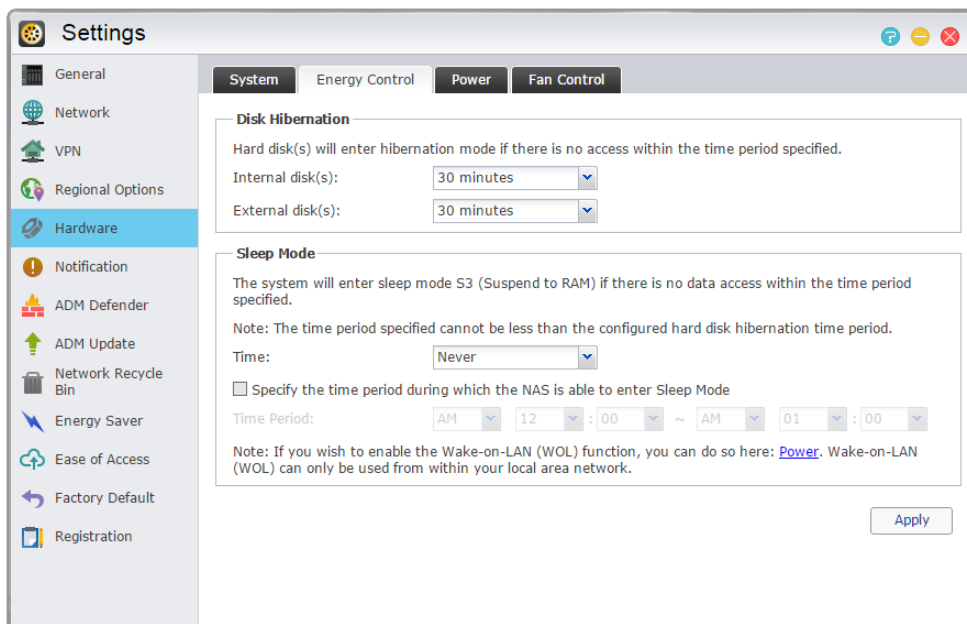 Settings
General
Network
VPN
Regional Options
Hardware
Notification
ADM Defender
ADM Update
Network Recycle
Bin
Energy Saver
Ease of Access
Factory Default
Registration
System Energy Control Power Fan Control
Disk Hibernation
Hard disk(s) will enter hibernation mode if there is no access within the time period specified.
Internal disk(s): 30 minutes
External disk(s): 30 minutes
Sleep Mode
The system will enter sleep mode S3 (Suspend to RAM) if there is no data access within the time period
specified.
Note: The time period specified cannot be less than the configured hard disk hibernation time period.
Time: Never
Specify the time period during which the NAS is able to enter Sleep Mode
Time Period: AM 12 : 00 ~ AM 01 : 00
Note: If you wish to enable the Wake-on-LAN (WOL) function, you can do so here: Power. Wake-on-LAN
(WOL) can only be used from within your local area network.
Apply